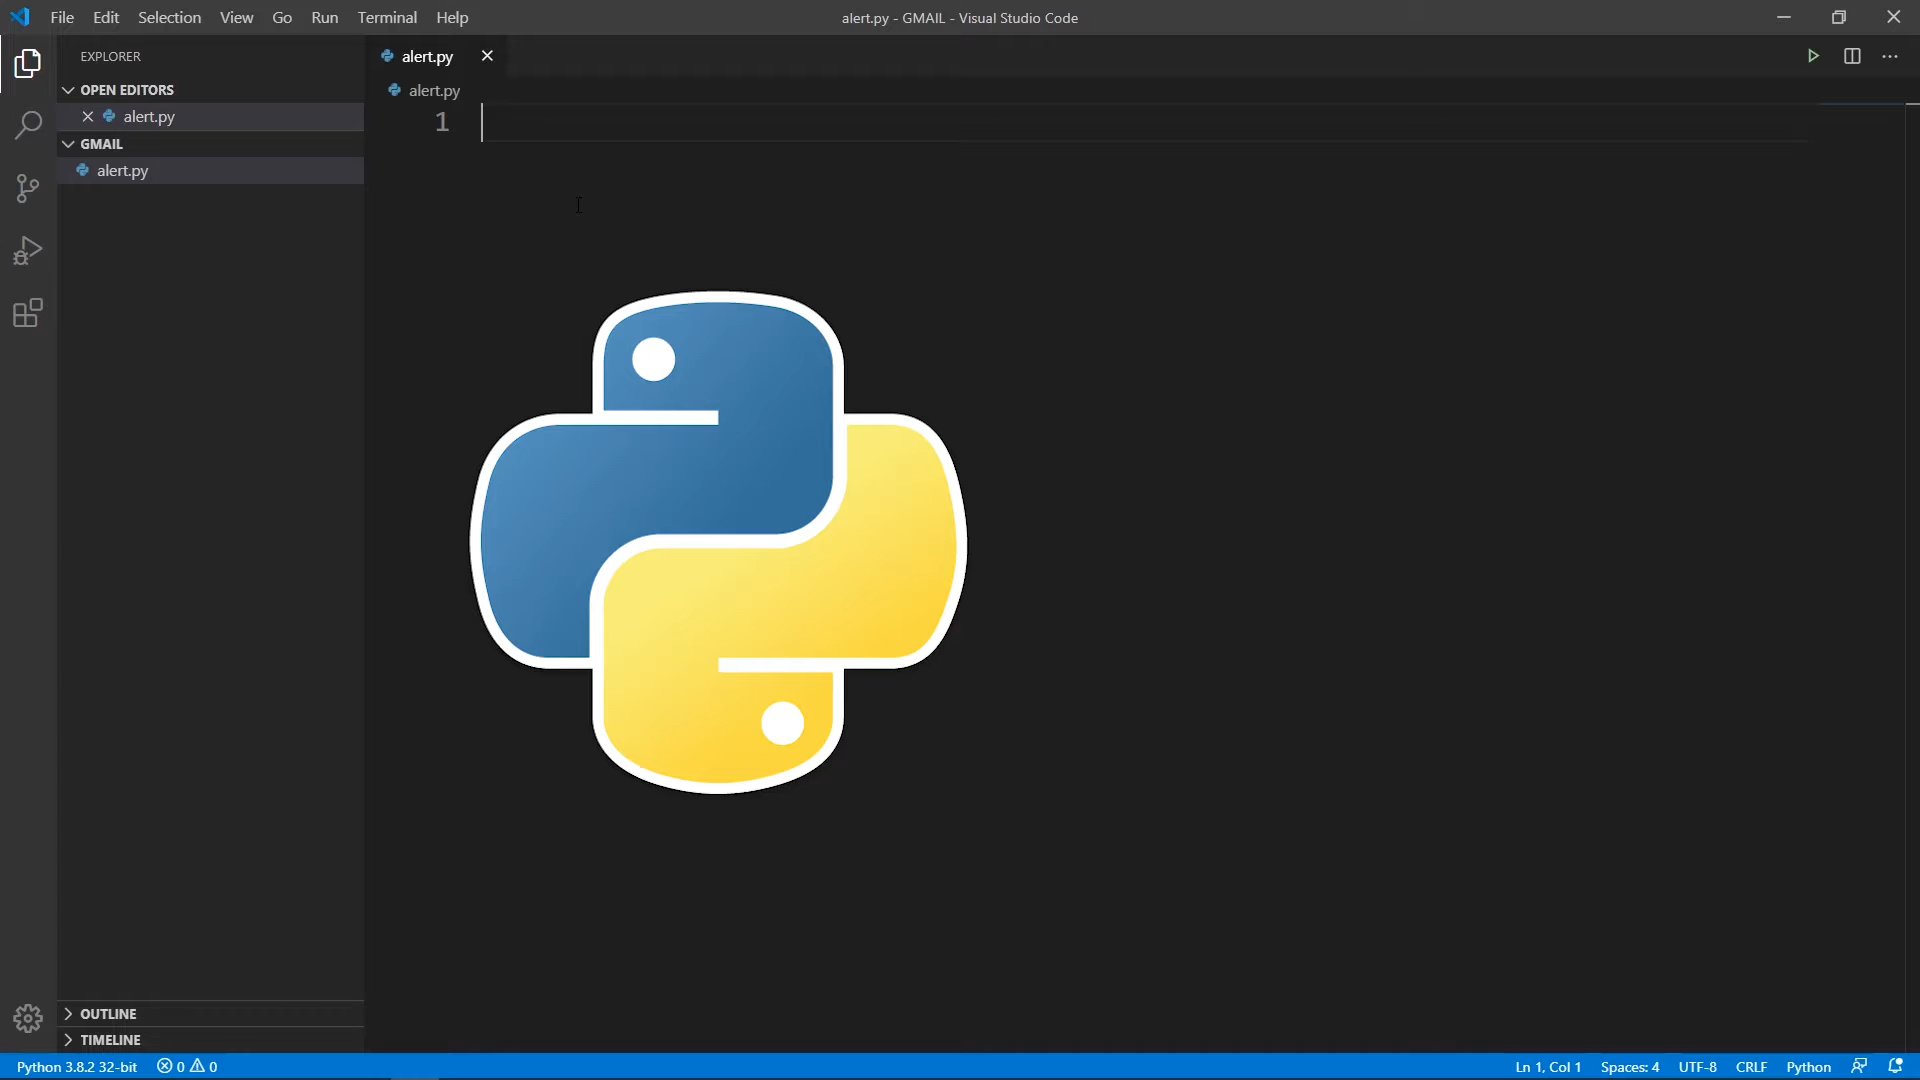 File Edit Selection View Go Run Terminal Help
alert.py - GMAIL - Visual Studio Code
EXPLORER
OPEN EDITORS
alert.py
GMAIL
alert.py
OUTLINE
TIMELINE
alert.py
alert.py
1
Python 3.8.2 32-bit 0 0
Ln 1, Col 1 Spaces: 4 UTF-8 CRLF Python